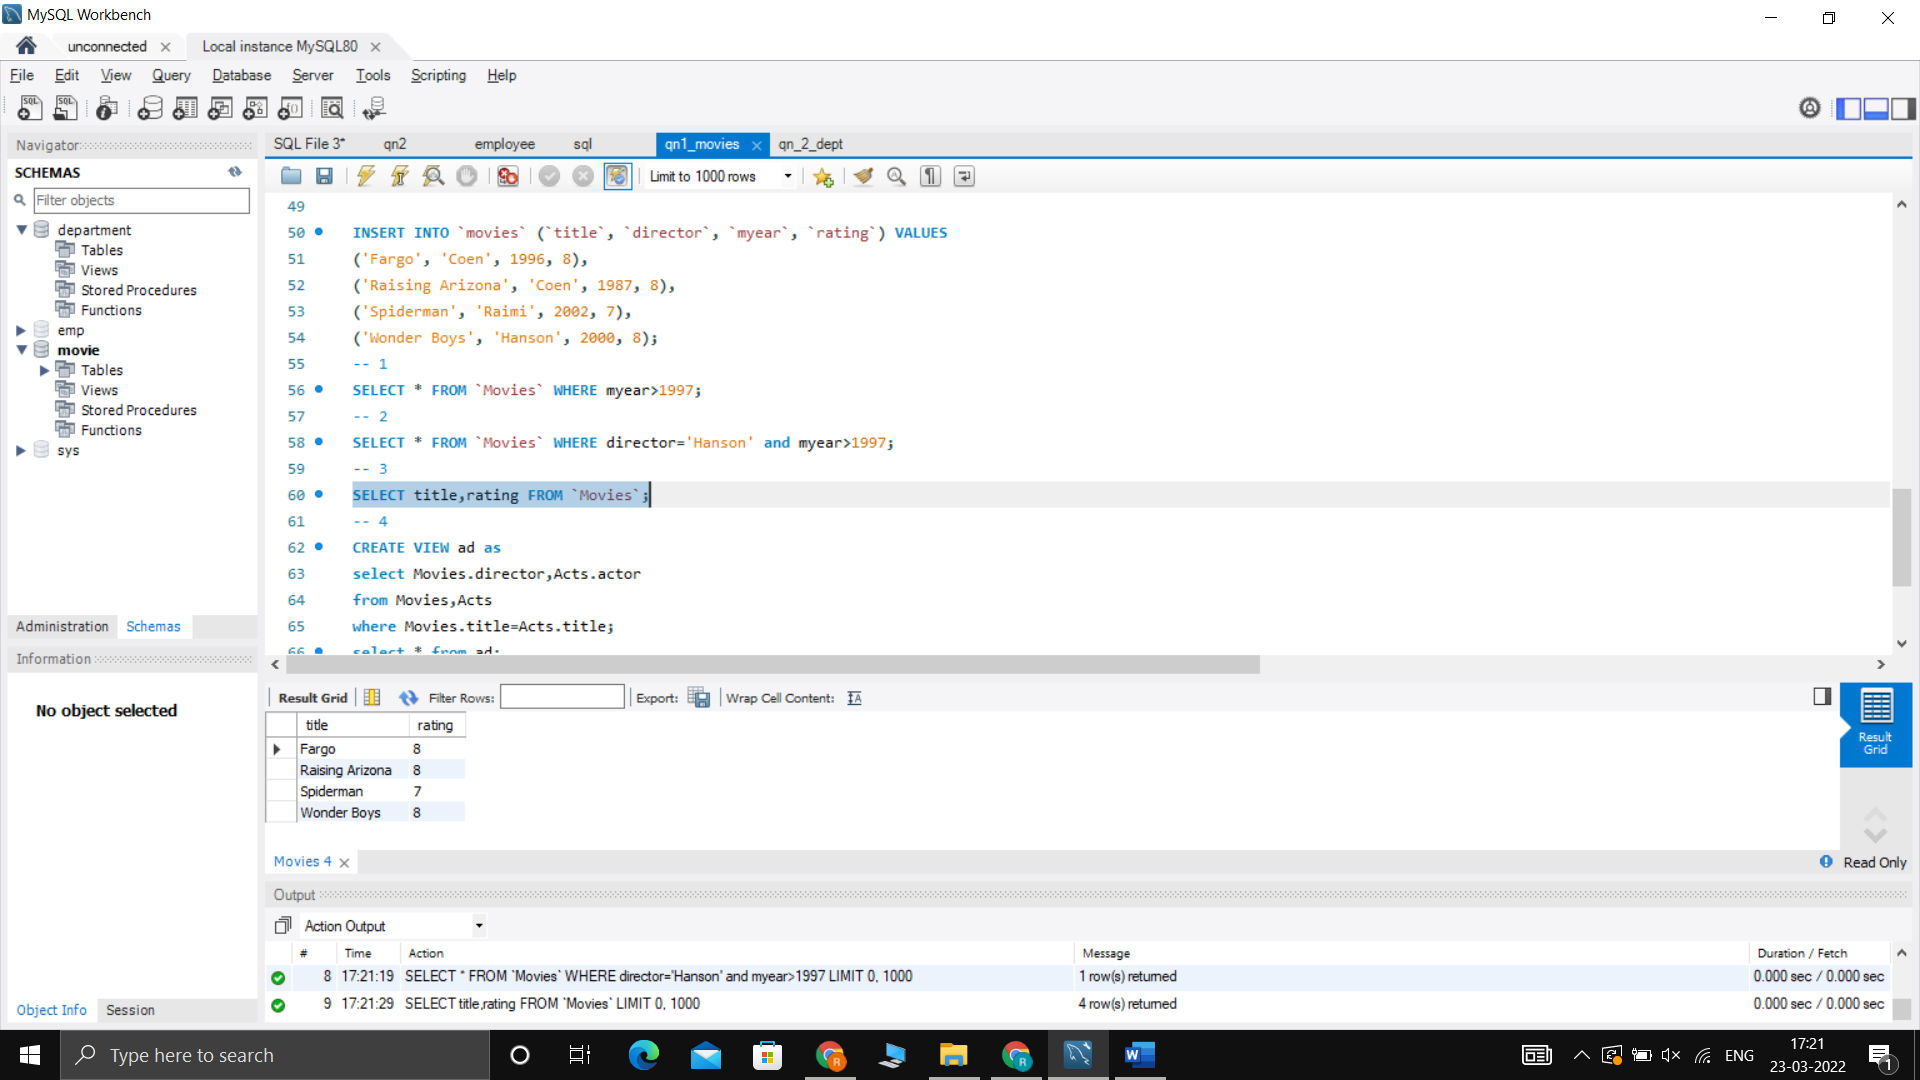 MySQL Workbench
unconnected
Local instance MySQL80
File Edit View Query Database Server Tools Scripting Help
Navigator
SCHEMAS
Filter objects
department
Tables
Views
Stored Procedures
Functions
emp
movie
Tables
Views
Stored Procedures
Functions
sys
Administration Schemas
Information
No object selected
Object Info Session
SQL File 3* qn2 employee sql qn1_movies qn_2_dept
Limit to 1000 rows
49
50 INSERT INTO `movies` (`title`, `director`, `myear`, `rating`) VALUES
51 ('Fargo', 'Coen', 1996, 8),
52 ('Raising Arizona', 'Coen', 1987, 8),
53 ('Spiderman', 'Raimi', 2002, 7),
54 ('Wonder Boys', 'Hanson', 2000, 8);
55 -- 1
56 SELECT * FROM `Movies` WHERE myear>1997;
57 -- 2
58 SELECT * FROM `Movies` WHERE director='Hanson' and myear>1997;
59 -- 3
60 SELECT title,rating FROM `Movies`;
61 -- 4
62 CREATE VIEW ad as
63 select Movies.director,Acts.actor
64 from Movies,Acts
65 where Movies.title=Acts.title;
66 select * from ad;
Result Grid Filter Rows: Export: Wrap Cell Content:
title rating
Fargo 8
Raising Arizona 8
Spiderman 7
Wonder Boys 8
Result Grid
Movies 4
Read Only
Output
Action Output
# Time Action Message Duration / Fetch
8 17:21:19 SELECT * FROM `Movies` WHERE director='Hanson' and myear>1997 LIMIT 0, 1000 1 row(s) returned 0.000 sec / 0.000 sec
9 17:21:29 SELECT title,rating FROM `Movies` LIMIT 0, 1000 4 row(s) returned 0.000 sec / 0.000 sec
Type here to search
ENG
17:21
23-03-2022
1